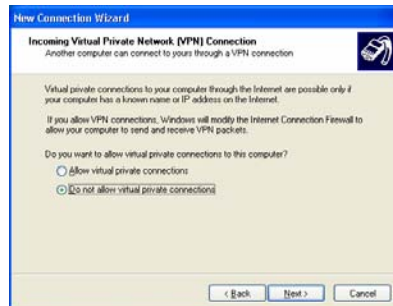 New Connection Wizard
Incoming Virtual Private Network (VPN) Connection
Another computer can connect to yours through a VPN connection
Virtual private connections to your computer through the Internet are possible only if
your computer has a known name or IP address on the Internet.
If you allow VPN connections, Windows will modify the Internet Connection Firewall to
allow your computer to send and receive VPN packets.
Do you want to allow virtual private connections to this computer?
Allow virtual private connections
Do not allow virtual private connections
< Back
Next >
Cancel